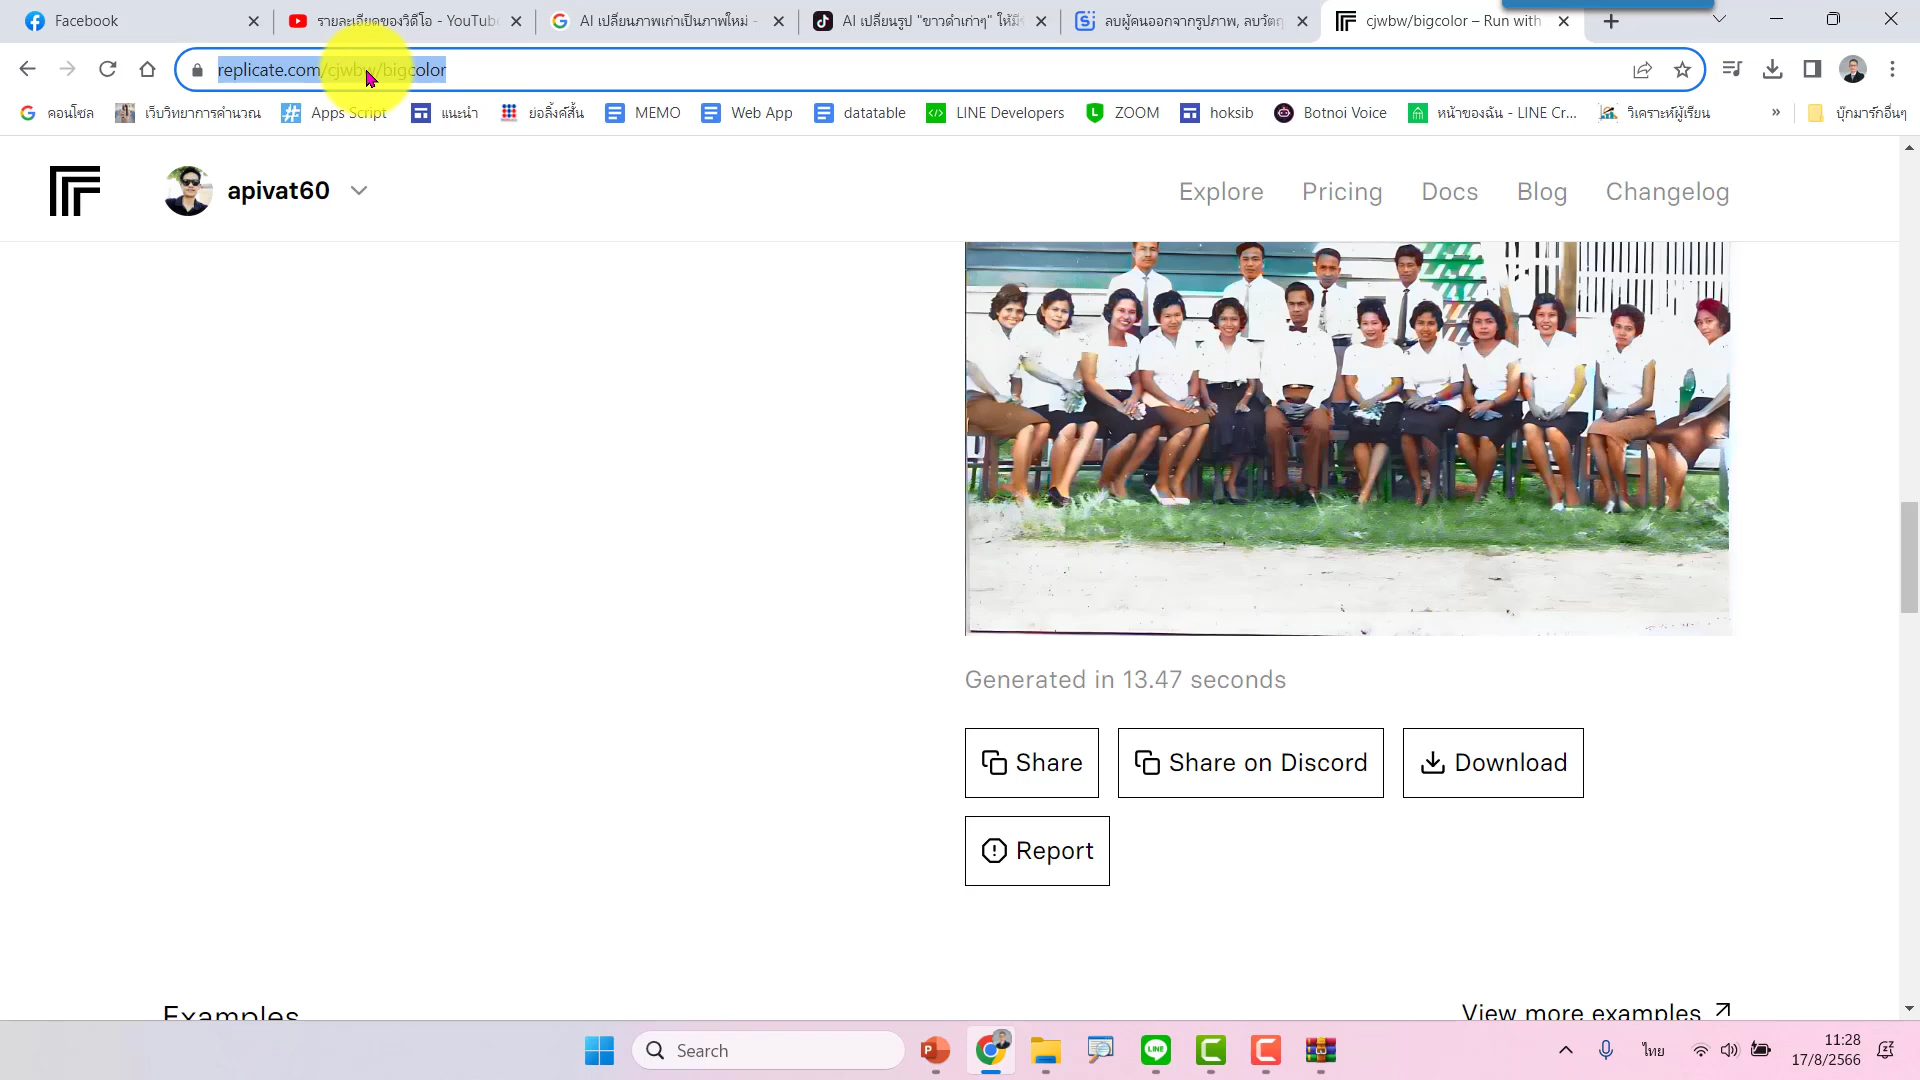 Facebook
รายละเอียดของวิดีโอ - YouTube
AI เปลี่ยนภาพเก่าเป็นภาพใหม่ -
AI เปลี่ยนรูป "ขาวดำเก่าๆ" ให้มี
ลบผู้คนออกจากรูปภาพ, ลบวัตถุ
cjwbw/bigcolor – Run with
replicate.com/cjwbw/bigcolor
คอนโซล
เว็บวิทยาการคำนวณ
Apps Script
แนะนำ
ย่อลิ้งค์สั้น
MEMO
Web App
datatable
LINE Developers
ZOOM
hoksib
Botnoi Voice
หน้าของฉัน - LINE Cr...
วิเคราะห์ผู้เรียน
»
บุ๊กมาร์กอื่นๆ
apivat60
Explore
Pricing
Docs
Blog
Changelog
Generated in 13.47 seconds
Share
Share on Discord
Download
Report
Examples
View more examples
Search
ไทย
11:28
17/8/2566